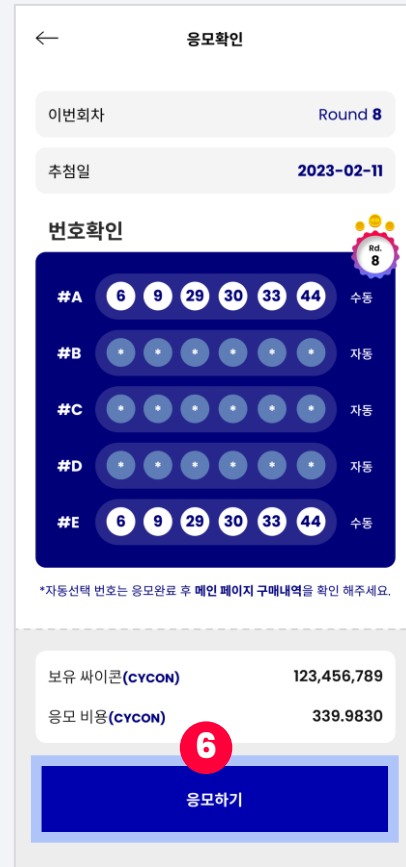 응모확인
이번회차 Round 8
추첨일 2023-02-11
번호확인
Rd.
8
#A 6 9 29 30 33 44 수동
#B * * * * * * 자동
#C * * * * * * 자동
#D * * * * * * 자동
#E 6 9 29 30 33 44 수동
*자동선택 번호는 응모완료 후 메인 페이지 구매내역을 확인 해주세요.
보유 싸이콘(CYCON) 123,456,789
응모 비용(CYCON) 339.9830
6
응모하기